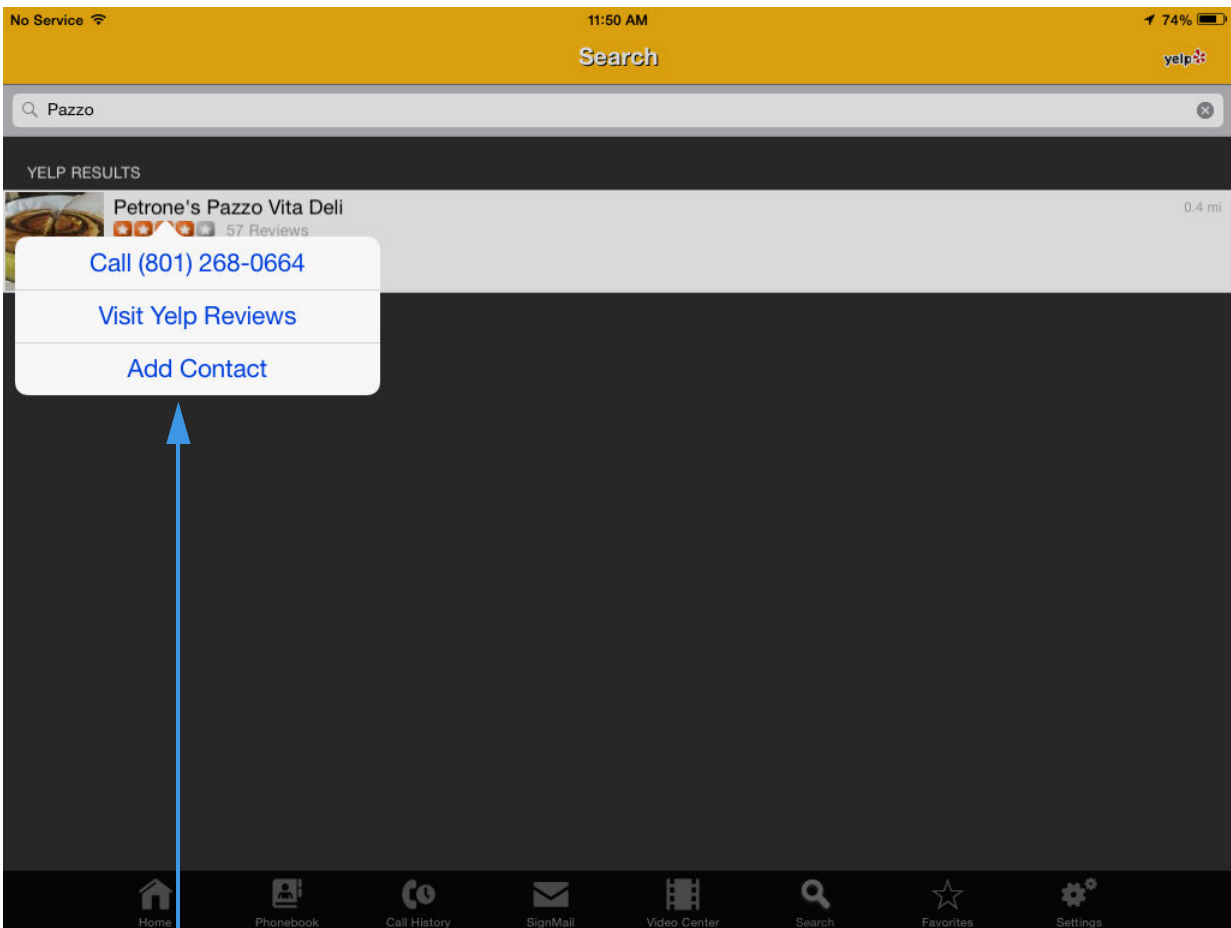 No Service 11:50 AM 74%
Search yelp
Pazzo
YELP RESULTS
Petrone's Pazzo Vita Deli 0.4 mi
57 Reviews
Call (801) 268-0664
Visit Yelp Reviews
Add Contact
Home Phonebook Call History SignMail Video Center Search Favorites Settings